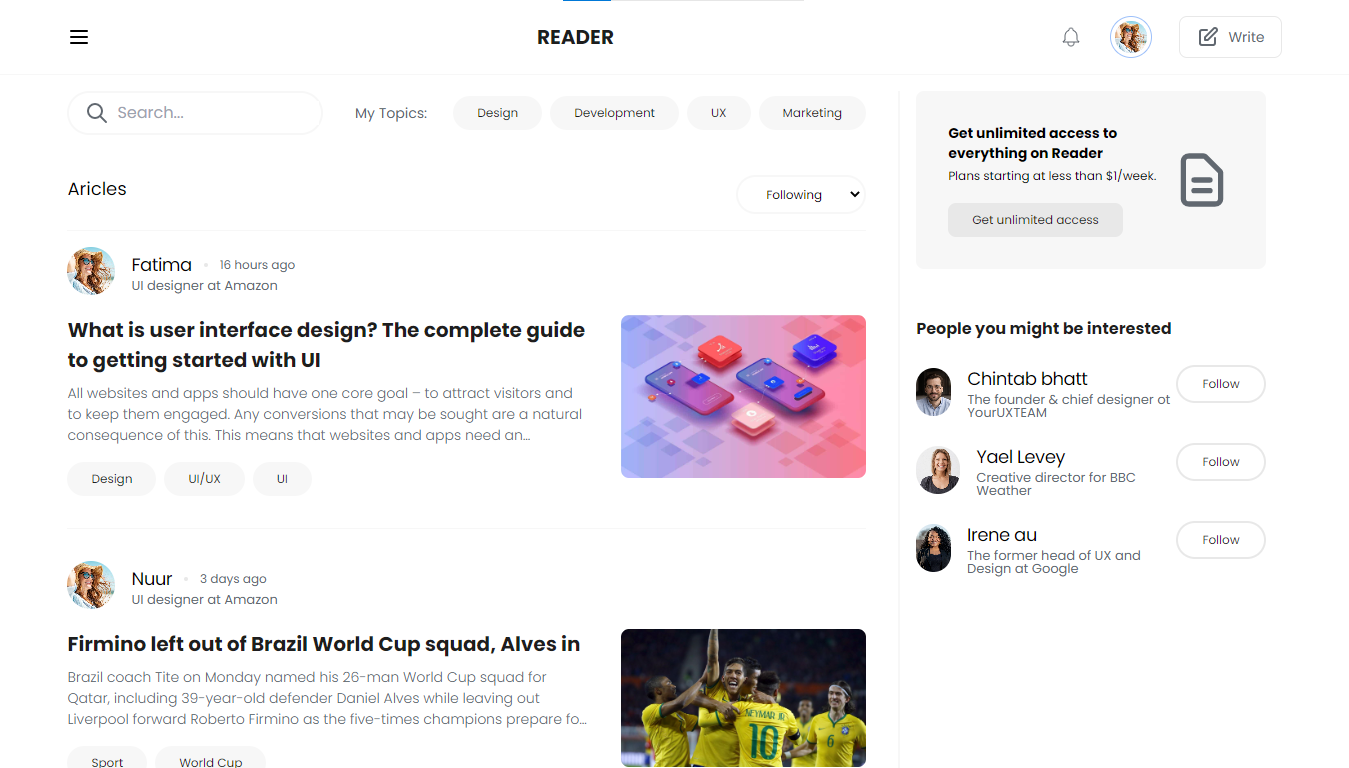 READER
Write
Search...
My Topics:
Design
Development
UX
Marketing
Aricles
Following
Fatima
16 hours ago
UI designer at Amazon
What is user interface design? The complete guide
to getting started with UI
All websites and apps should have one core goal – to attract visitors and
to keep them engaged. Any conversions that may be sought are a natural
consequence of this. This means that websites and apps need an...
Design
UI/UX
UI
Nuur
3 days ago
UI designer at Amazon
Firmino left out of Brazil World Cup squad, Alves in
Brazil coach Tite on Monday named his 26-man World Cup squad for
Qatar, including 39-year-old defender Daniel Alves while leaving out
Liverpool forward Roberto Firmino as the five-times champions prepare fo...
NEYMAR JR
10
6
Sport
World Cup
Get unlimited access to
everything on Reader
Plans starting at less than $1/week.
Get unlimited access
People you might be interested
Chintab bhatt
The founder & chief designer ot
YourUXTEAM
Follow
Yael Levey
Creative director for BBC
Weather
Follow
Irene au
The former head of UX and
Design at Google
Follow